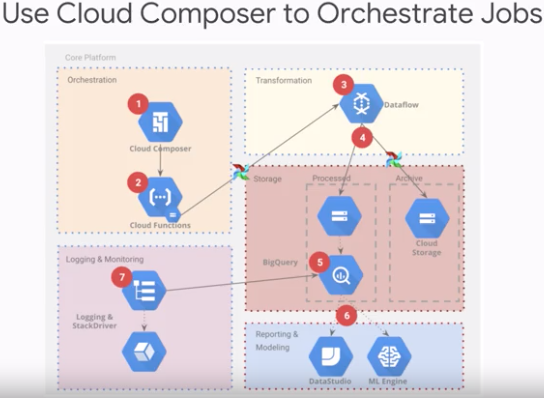 Use Cloud Composer to Orchestrate Jobs
Core Platform
Orchestration
1
Cloud Composer
2
Cloud Functions
Transformation
3
Dataflow
4
Storage
Processed
Archive
Cloud
Storage
BigQuery
5
Logging & Monitoring
7
Logging &
StackDriver
6
Reporting &
Modeling
DataStudio
ML Engine